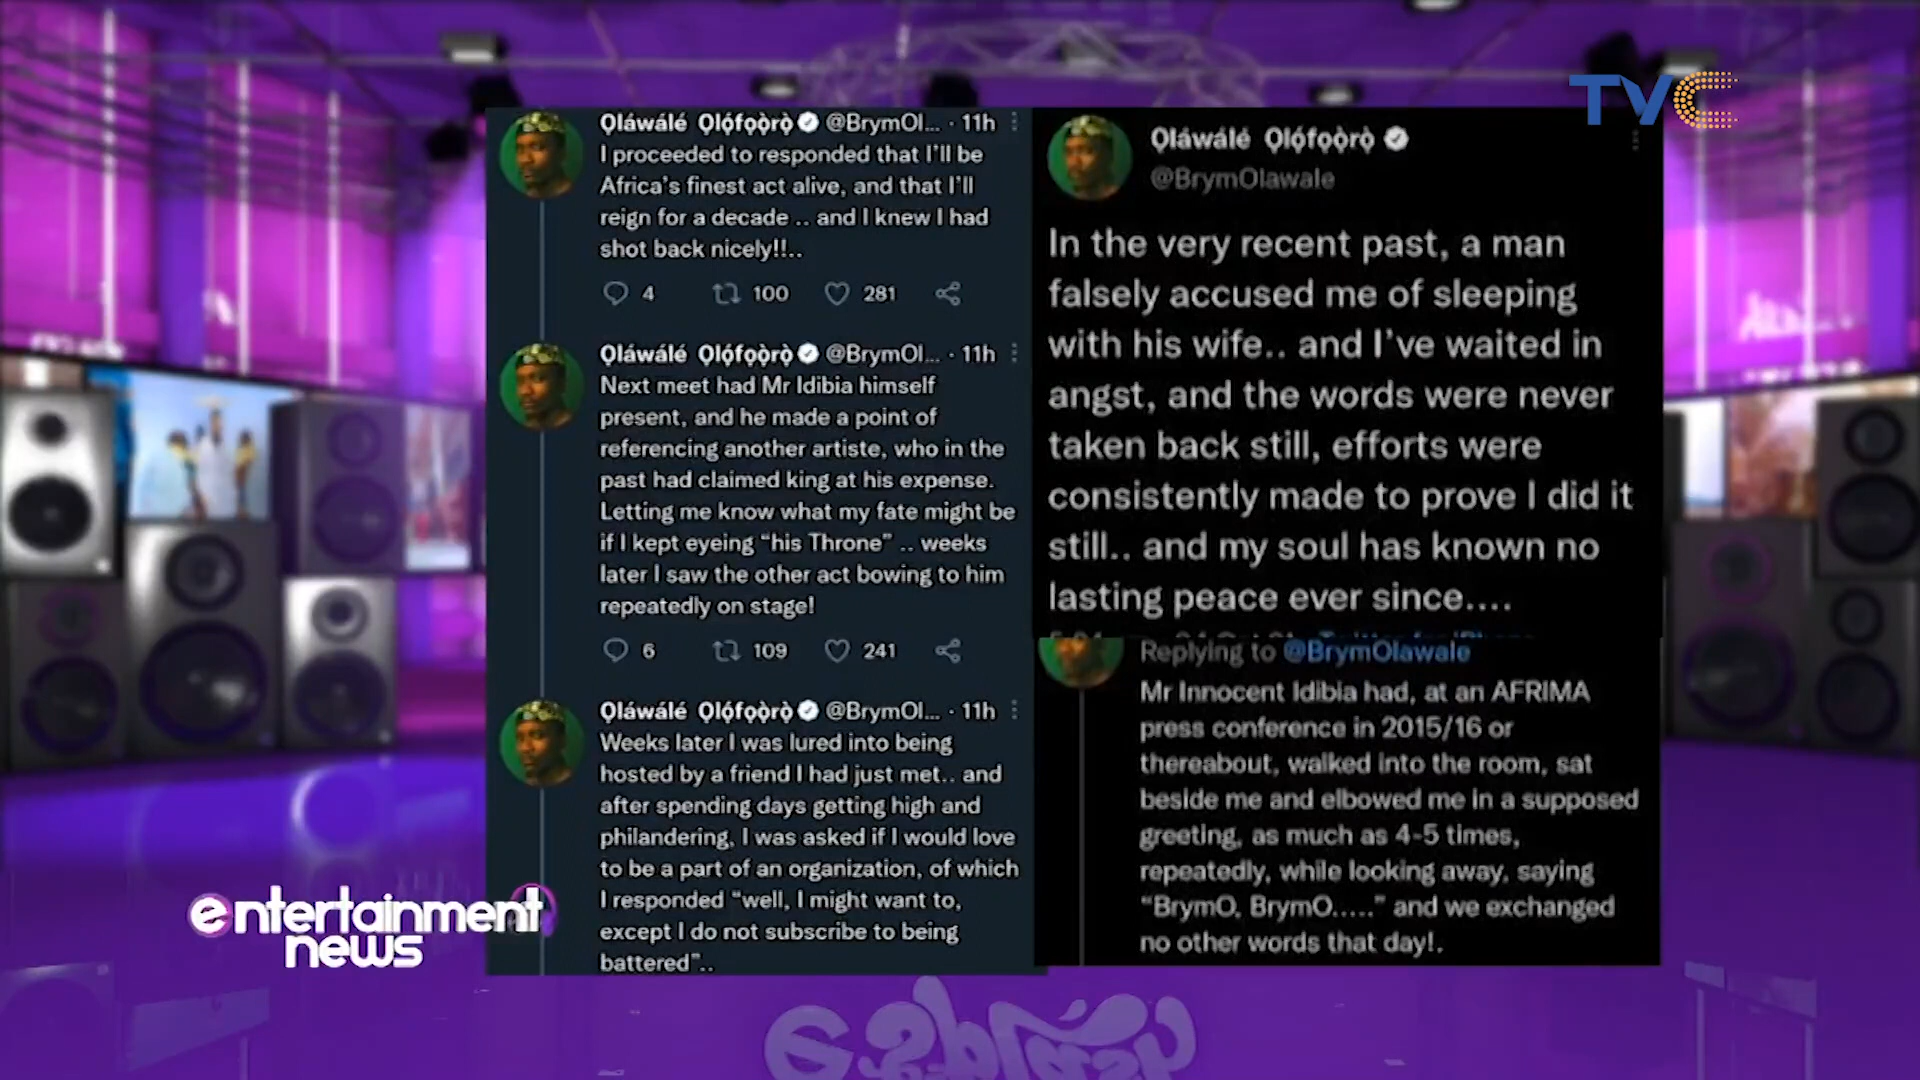 TVC
Ọláwálé Ọlọ́fọọ̀rọ̀ @BrymOl... · 11h
I proceeded to responded that I'll be
Africa's finest act alive, and that I'll
reign for a decade .. and I knew I had
shot back nicely!!..
4 100 281
Ọláwálé Ọlọ́fọọ̀rọ̀ @BrymOl... · 11h
Next meet had Mr Idibia himself
present, and he made a point of
referencing another artiste, who in the
past had claimed king at his expense.
Letting me know what my fate might be
if I kept eyeing “his Throne” .. weeks
later I saw the other act bowing to him
repeatedly on stage!
6 109 241
Ọláwálé Ọlọ́fọọ̀rọ̀ @BrymOl... · 11h
Weeks later I was lured into being
hosted by a friend I had just met.. and
after spending days getting high and
philandering, I was asked if I would love
to be a part of an organization, of which
I responded “well, I might want to,
except I do not subscribe to being
battered”..
Ọláwálé Ọlọ́fọọ̀rọ̀
@BrymOlawale
In the very recent past, a man
falsely accused me of sleeping
with his wife.. and I've waited in
angst, and the words were never
taken back still, efforts were
consistently made to prove I did it
still.. and my soul has known no
lasting peace ever since....
Replying to @BrymOlawale
Mr Innocent Idibia had, at an AFRIMA
press conference in 2015/16 or
thereabout, walked into the room, sat
beside me and elbowed me in a supposed
greeting, as much as 4-5 times,
repeatedly, while looking away, saying
“BrymO, BrymO.....” and we exchanged
no other words that day!.
entertainment
news